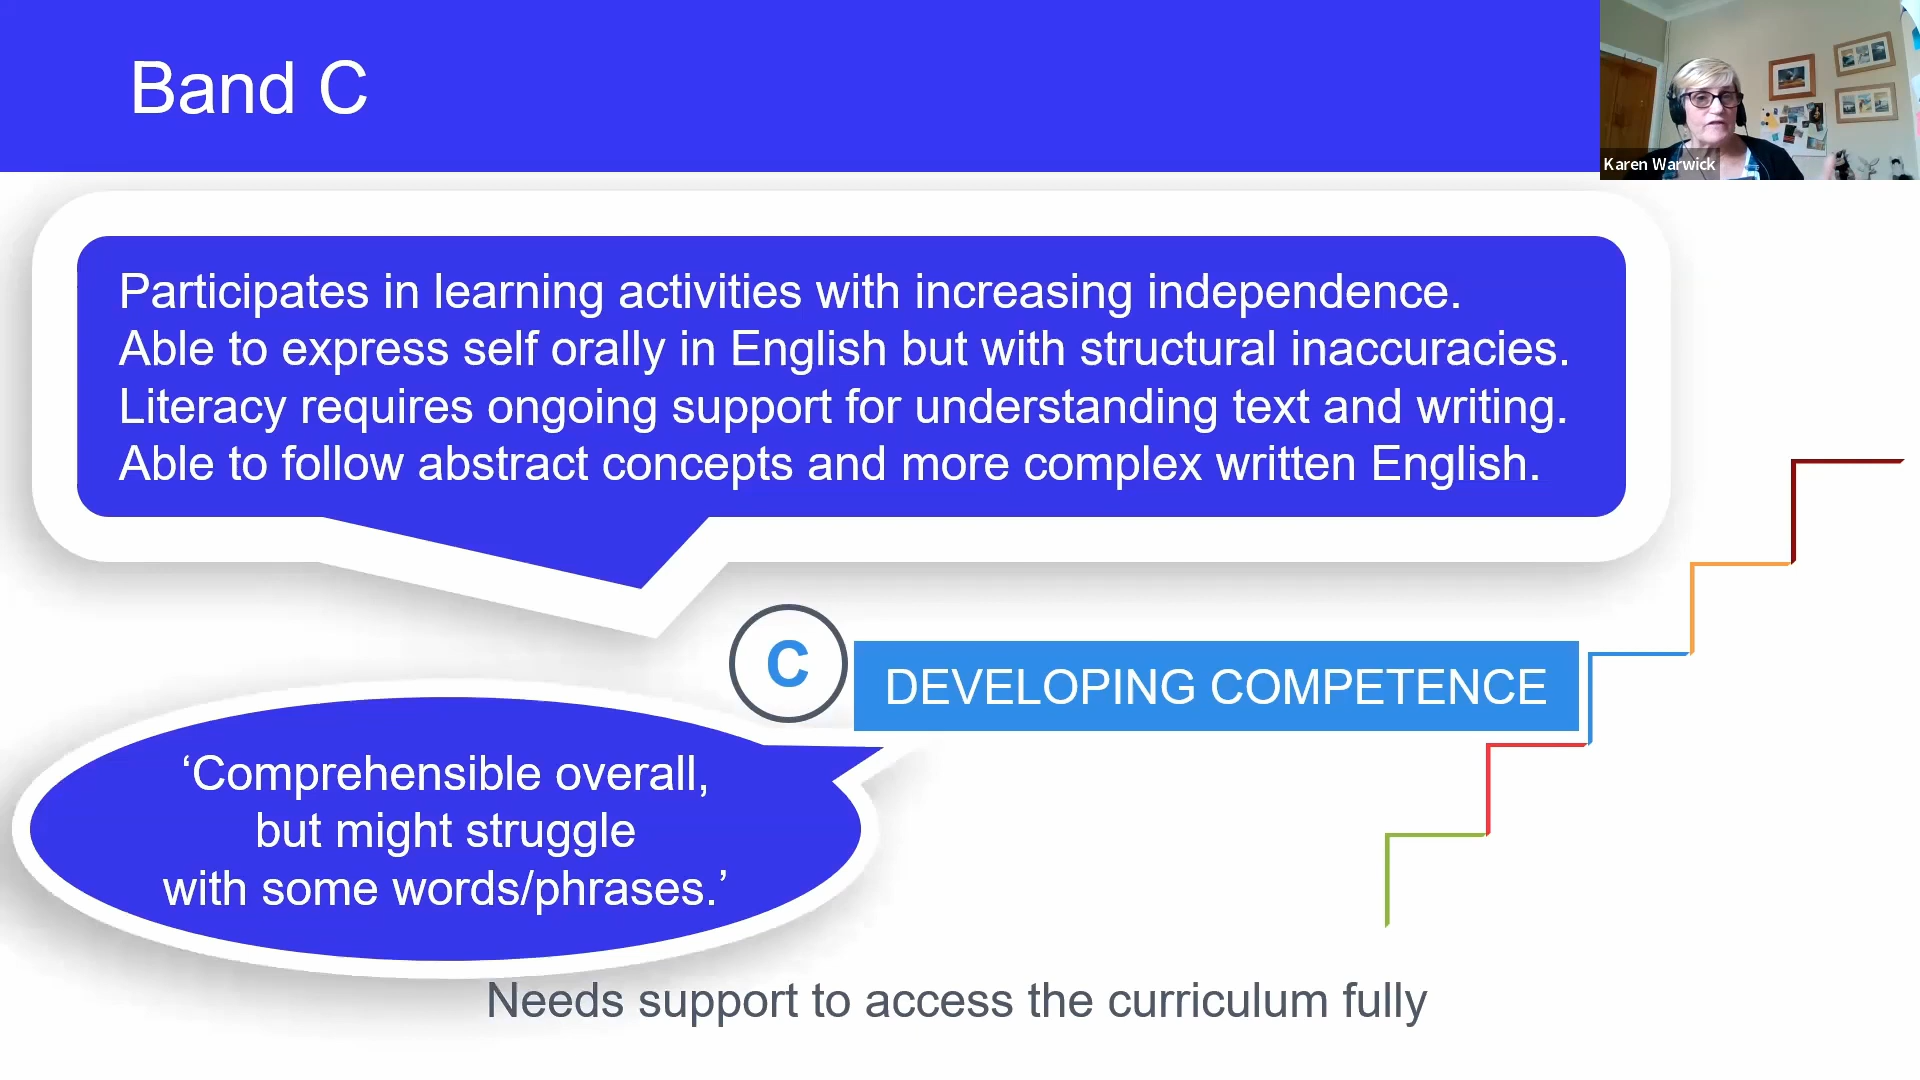 Band C
Karen Warwick
Participates in learning activities with increasing independence.
Able to express self orally in English but with structural inaccuracies.
Literacy requires ongoing support for understanding text and writing.
Able to follow abstract concepts and more complex written English.
C
DEVELOPING COMPETENCE
‘Comprehensible overall,
but might struggle
with some words/phrases.’
Needs support to access the curriculum fully